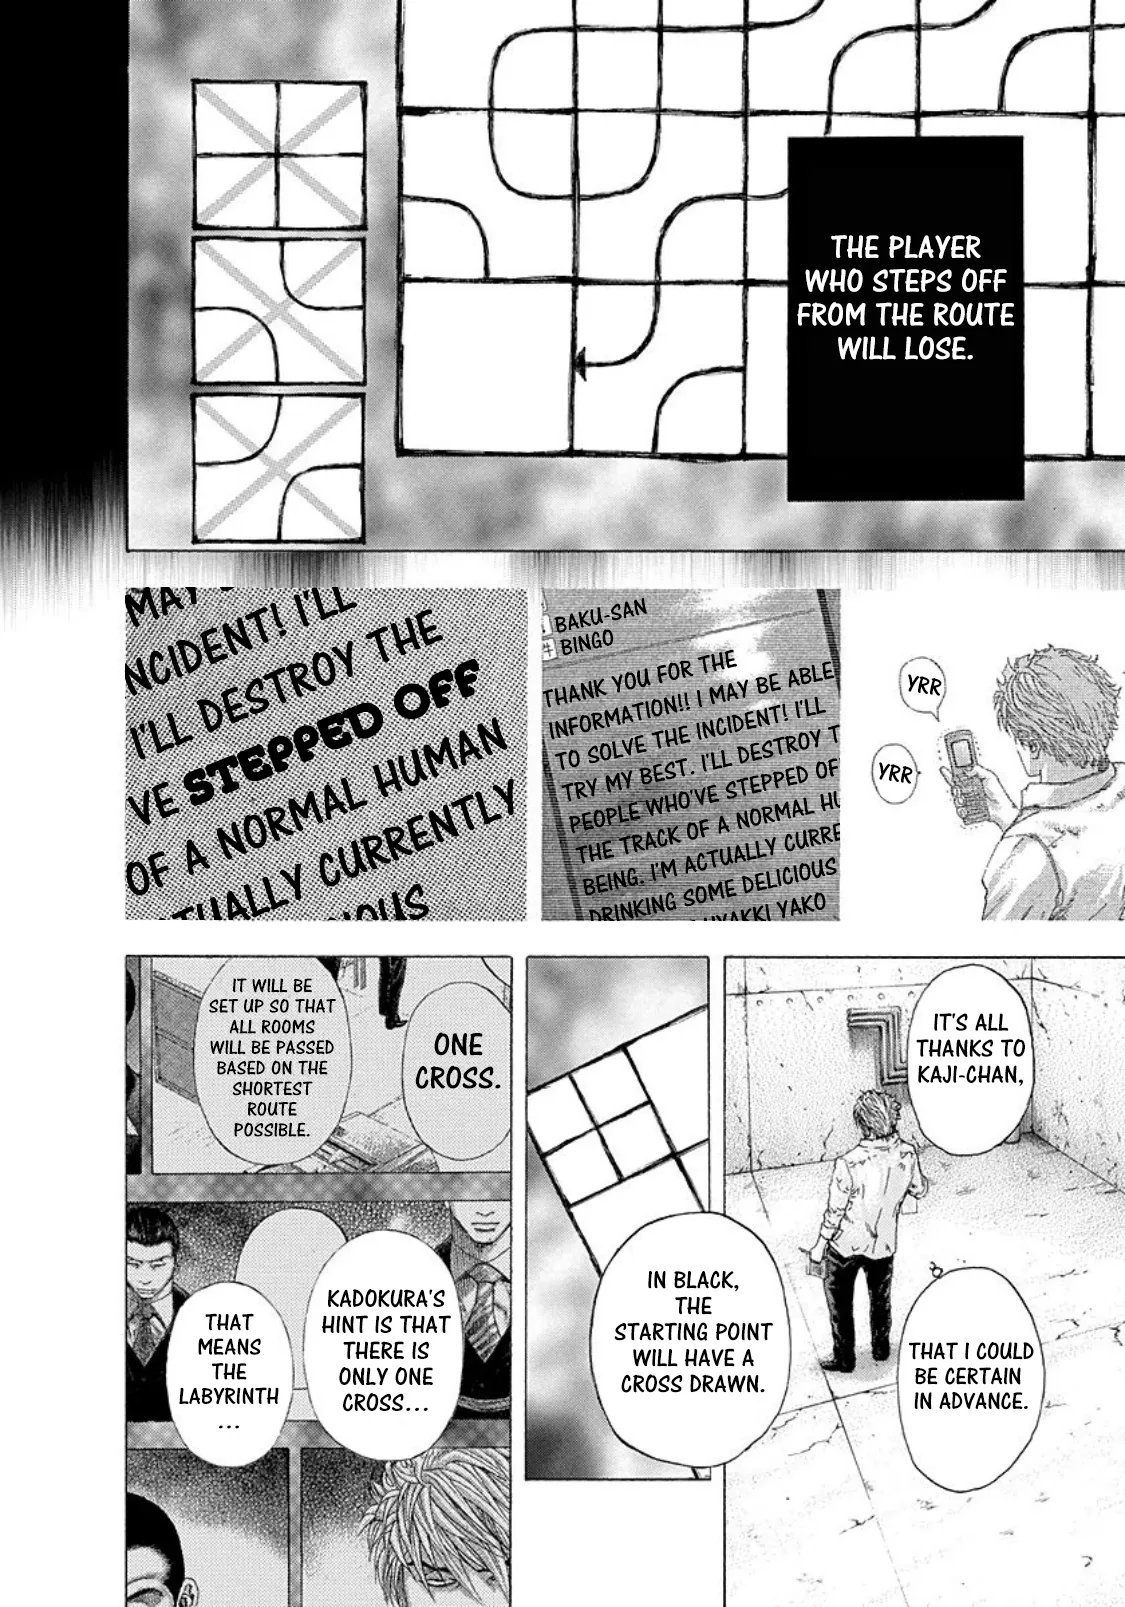 THE PLAYER
WHO STEPS OFF
FROM THE ROUTE
WILL LOSE.
YRR
YRR
BAKU-SAN
BINGO
THANK YOU FOR THE
INFORMATION!! I MAY BE ABLE
TO SOLVE THE INCIDENT! I'LL
TRY MY BEST. I'LL DESTROY T
PEOPLE WHO'VE STEPPED OF
THE TRACK OF A NORMAL HU
BEING. I'M ACTUALLY CURRE
DRINKING SOME DELICIOUS
YAKKI YAKO
MAY
NCIDENT! I'LL
I'LL DESTROY THE
VE STEPPED OFF
OF A NORMAL HUMAN
CTUALLY CURRENTLY
IOUS
IT'S ALL
THANKS TO
KAJI-CHAN,
THAT I COULD
BE CERTAIN
IN ADVANCE.
IN BLACK,
THE
STARTING POINT
WILL HAVE A
CROSS DRAWN.
ONE
CROSS.
IT WILL BE
SET UP SO THAT
ALL ROOMS
WILL BE PASSED
BASED ON THE
SHORTEST
ROUTE
POSSIBLE.
KADOKURA'S
HINT IS THAT
THERE IS
ONLY ONE
CROSS...
THAT
MEANS
THE
LABYRINTH
...